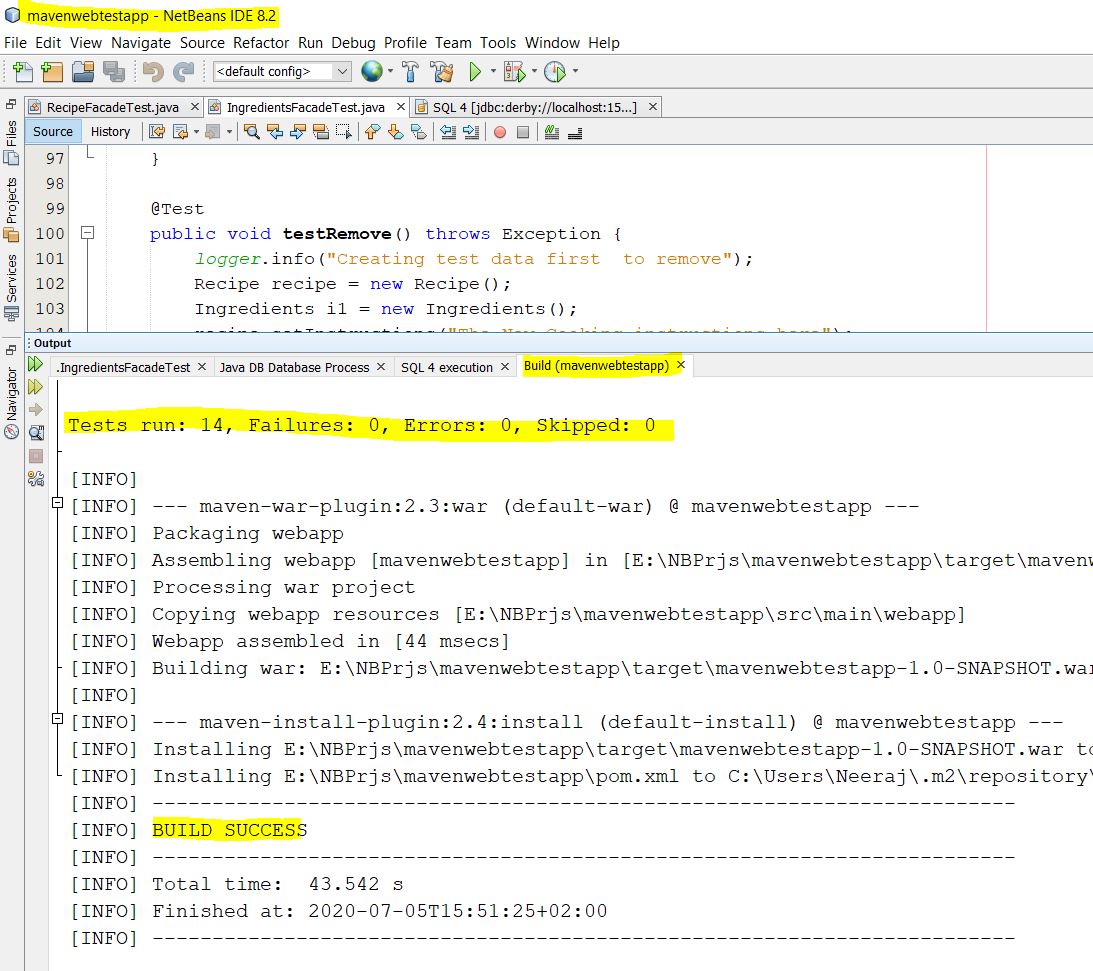 mavenwebtestapp - NetBeans IDE 8.2
File Edit View Navigate Source Refactor Run Debug Profile Team Tools Window Help
<default config>
RecipeFacadeTest.java IngredientsFacadeTest.java SQL 4 [jdbc:derby://localhost:15...]
Source History
Files
Projects
Services
Navigator
97 }
98
99 @Test
100 public void testRemove() throws Exception {
101 logger.info("Creating test data first  to remove");
102 Recipe recipe = new Recipe();
103 Ingredients i1 = new Ingredients();
Output
.IngredientsFacadeTest Java DB Database Process SQL 4 execution Build (mavenwebtestapp)
Tests run: 14, Failures: 0, Errors: 0, Skipped: 0
[INFO]
[INFO] --- maven-war-plugin:2.3:war (default-war) @ mavenwebtestapp ---
[INFO] Packaging webapp
[INFO] Assembling webapp [mavenwebtestapp] in [E:\NBPrjs\mavenwebtestapp\target\mavenw
[INFO] Processing war project
[INFO] Copying webapp resources [E:\NBPrjs\mavenwebtestapp\src\main\webapp]
[INFO] Webapp assembled in [44 msecs]
[INFO] Building war: E:\NBPrjs\mavenwebtestapp\target\mavenwebtestapp-1.0-SNAPSHOT.war
[INFO]
[INFO] --- maven-install-plugin:2.4:install (default-install) @ mavenwebtestapp ---
[INFO] Installing E:\NBPrjs\mavenwebtestapp\target\mavenwebtestapp-1.0-SNAPSHOT.war to
[INFO] Installing E:\NBPrjs\mavenwebtestapp\pom.xml to C:\Users\Neeraj\.m2\repository\
[INFO] ------------------------------------------------------------------------
[INFO] BUILD SUCCESS
[INFO] ------------------------------------------------------------------------
[INFO] Total time:  43.542 s
[INFO] Finished at: 2020-07-05T15:51:25+02:00
[INFO] ------------------------------------------------------------------------